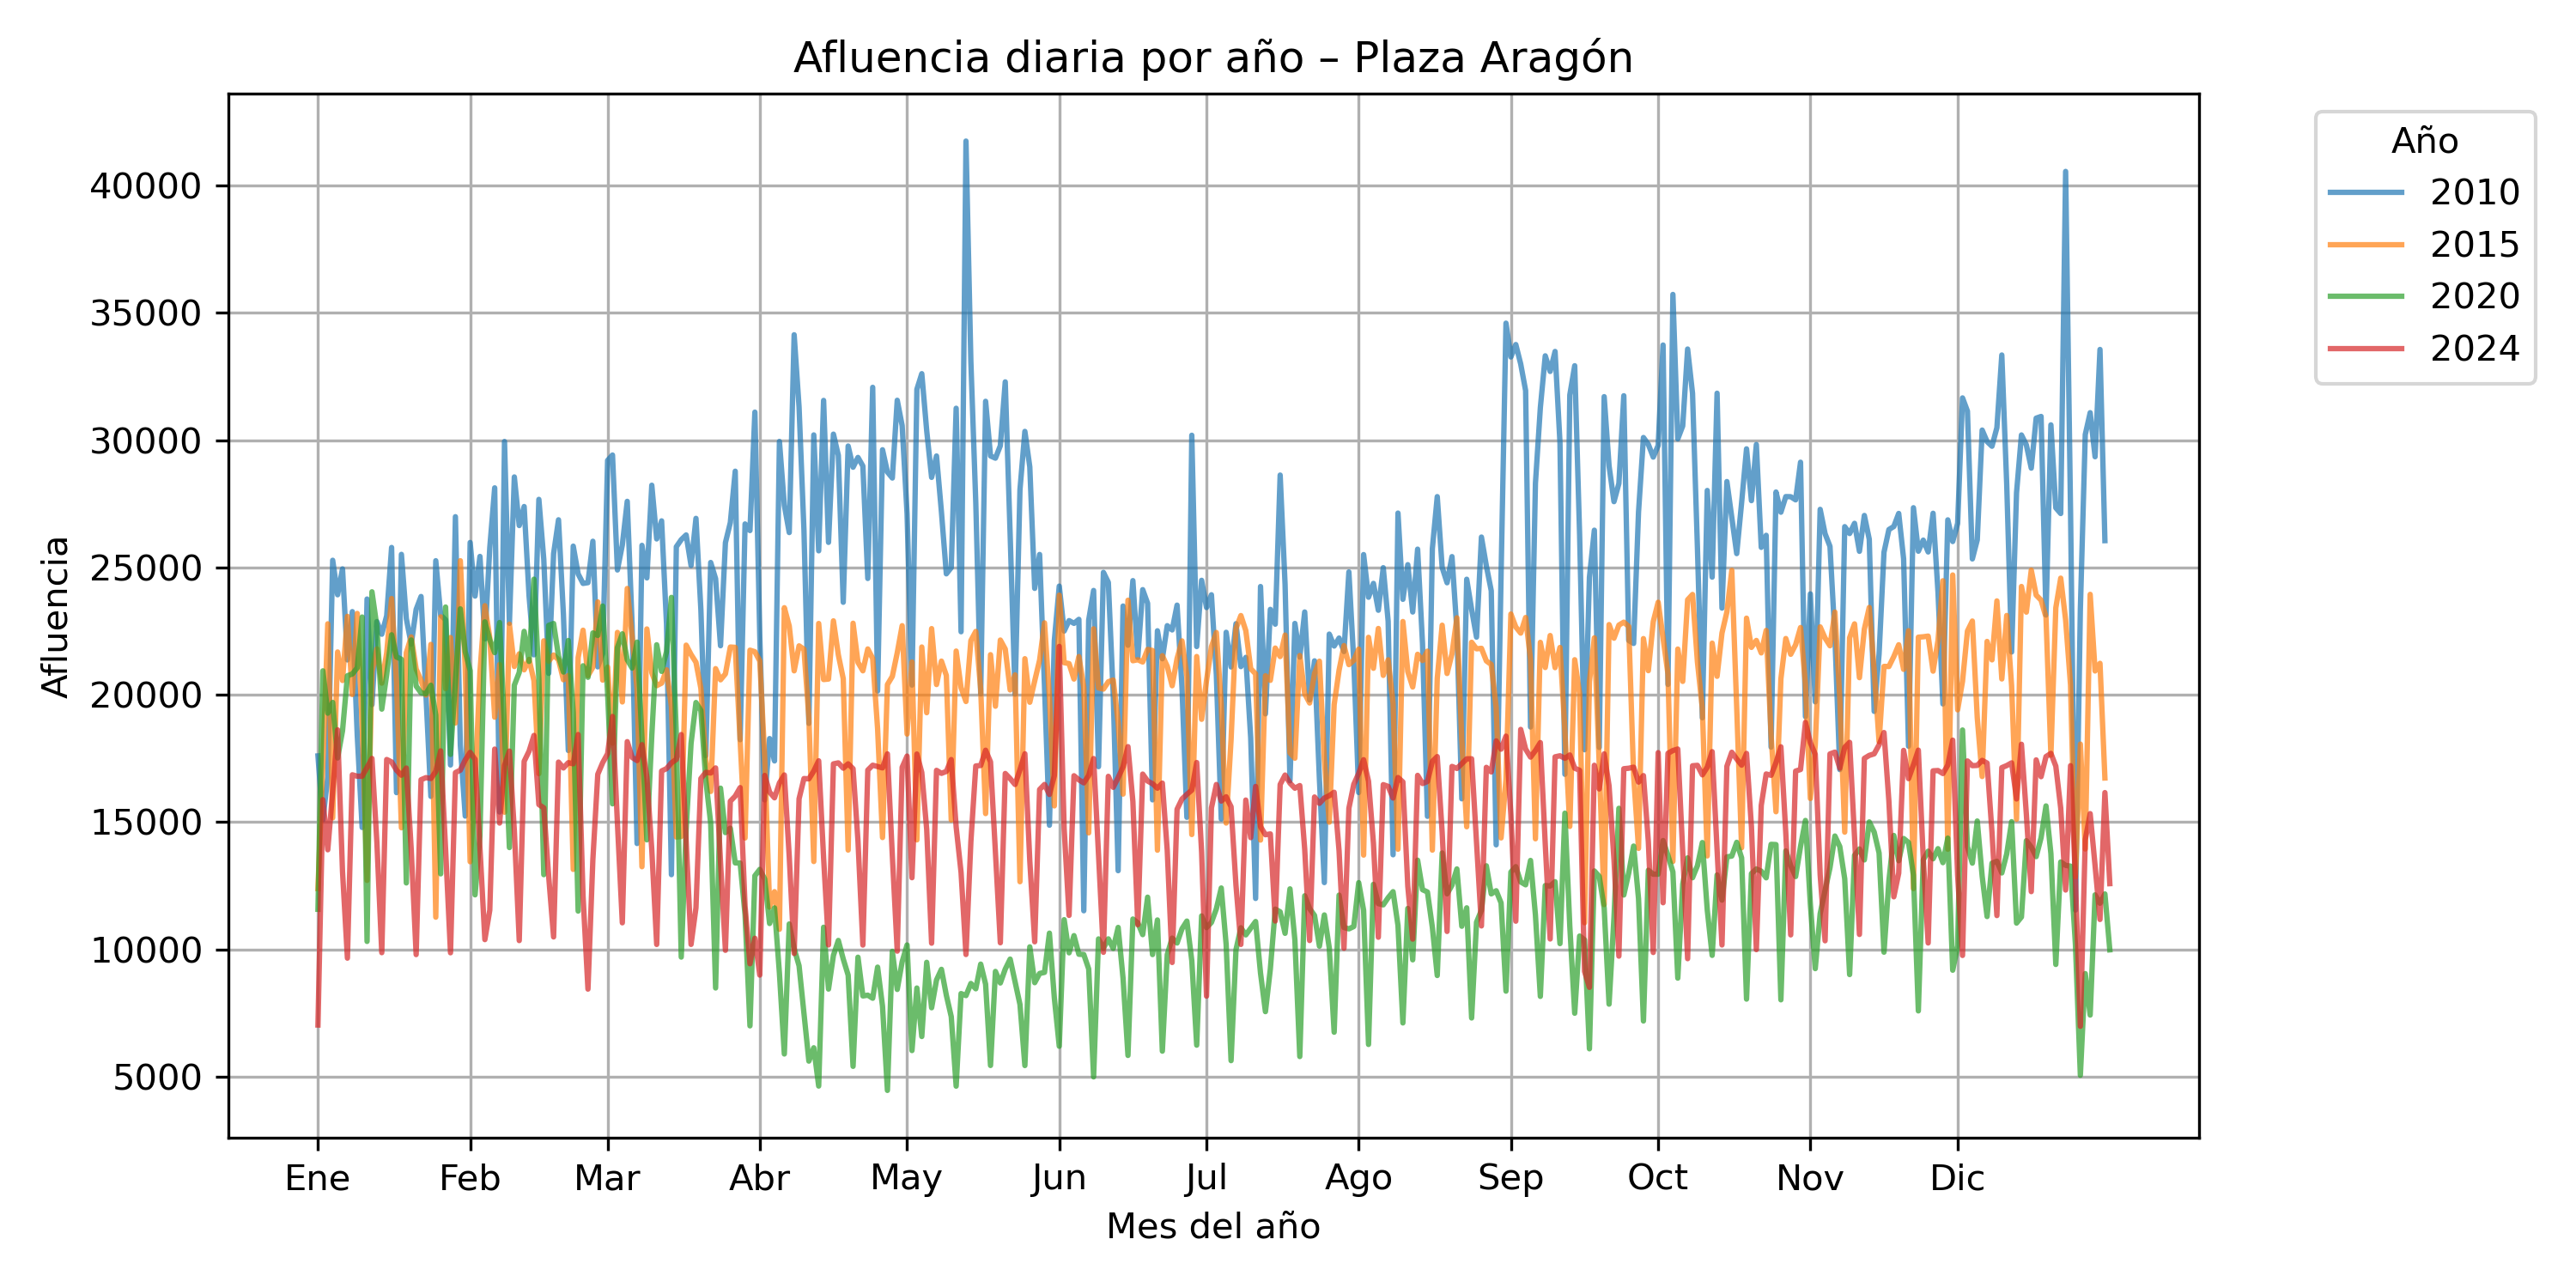 Afluencia diaria por año – Plaza Aragón
Año
2010
2015
2020
2024
Afluencia
40000
35000
30000
25000
20000
15000
10000
5000
Ene Feb Mar Abr May Jun Jul Ago Sep Oct Nov Dic
Mes del año